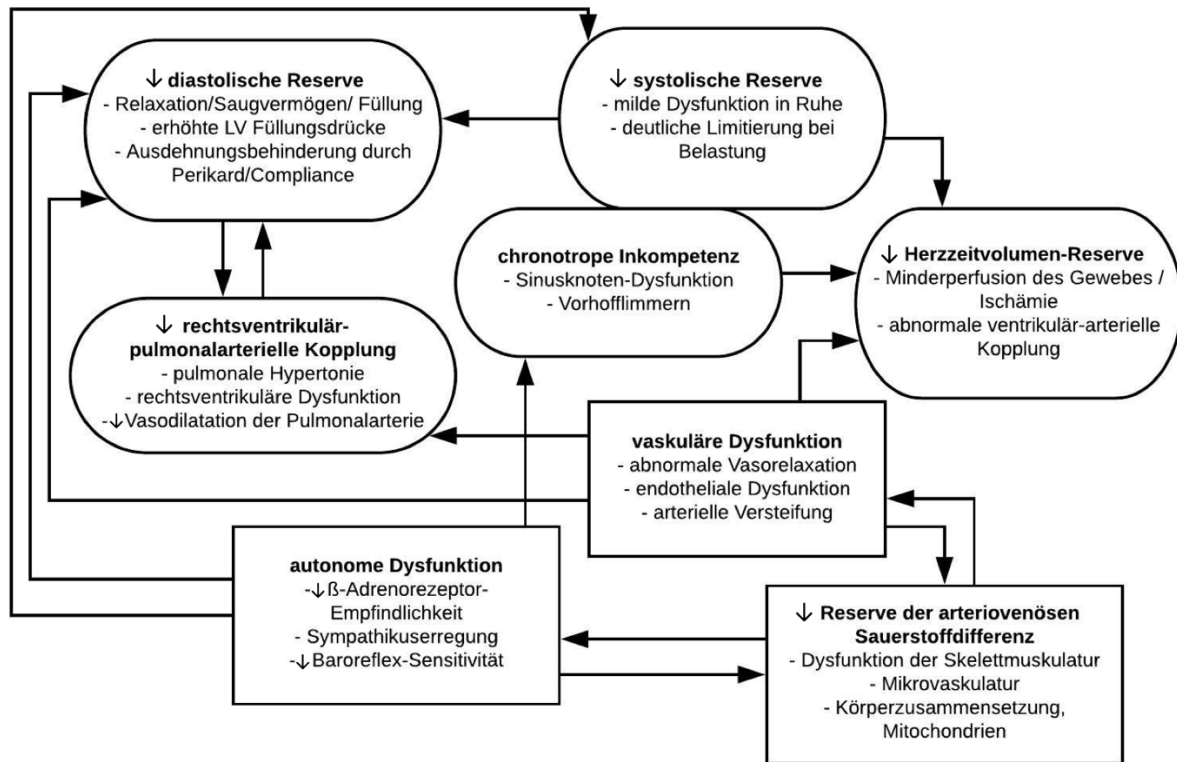 ↓ diastolische Reserve
- Relaxation/Saugvermögen/ Füllung
- erhöhte LV Füllungsdrücke
- Ausdehnungsbehinderung durch
Perikard/Compliance
↓ systolische Reserve
- milde Dysfunktion in Ruhe
- deutliche Limitierung bei
Belastung
chronotrope Inkompetenz
- Sinusknoten-Dysfunktion
- Vorhofflimmern
↓ Herzzeitvolumen-Reserve
- Minderperfusion des Gewebes /
Ischämie
- abnormale ventrikulär-arterielle
Kopplung
↓ rechtsventrikulär-
pulmonalarterielle Kopplung
- pulmonale Hypertonie
- rechtsventrikuläre Dysfunktion
-↓Vasodilatation der Pulmonalarterie
vaskuläre Dysfunktion
- abnormale Vasorelaxation
- endotheliale Dysfunktion
- arterielle Versteifung
autonome Dysfunktion
-↓ß-Adrenorezeptor-
Empfindlichkeit
- Sympathikuserregung
-↓Baroreflex-Sensitivität
↓ Reserve der arteriovenösen
Sauerstoffdifferenz
- Dysfunktion der Skelettmuskulatur
- Mikrovaskulatur
- Körperzusammensetzung,
Mitochondrien